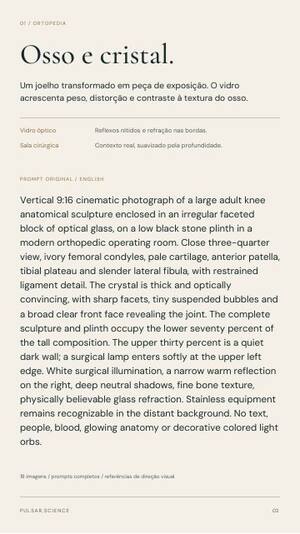 01 / ORTOPEDIA
Osso e cristal.
Um joelho transformado em peça de exposição. O vidro
acrescenta peso, distorção e contraste à textura do osso.
Vidro óptico Reflexos nítidos e refração nas bordas.
Sala cirúrgica Contexto real, suavizado pela profundidade.
PROMPT ORIGINAL / ENGLISH
Vertical 9:16 cinematic photograph of a large adult knee
anatomical sculpture enclosed in an irregular faceted
block of optical glass, on a low black stone plinth in a
modern orthopedic operating room. Close three-quarter
view, ivory femoral condyles, pale cartilage, anterior patella,
tibial plateau and slender lateral fibula, with restrained
ligament detail. The crystal is thick and optically
convincing, with sharp facets, tiny suspended bubbles and
a broad clear front face revealing the joint. The complete
sculpture and plinth occupy the lower seventy percent of
the tall composition. The upper thirty percent is a quiet
dark wall; a surgical lamp enters softly at the upper left
edge. White surgical illumination, a narrow warm reflection
on the right, deep neutral shadows, fine bone texture,
physically believable glass refraction. Stainless equipment
remains recognizable in the distant background. No text,
people, blood, glowing anatomy or decorative colored light
orbs.
18 imagens / prompts completos / referências de direção visual
PULSAR.SCIENCE